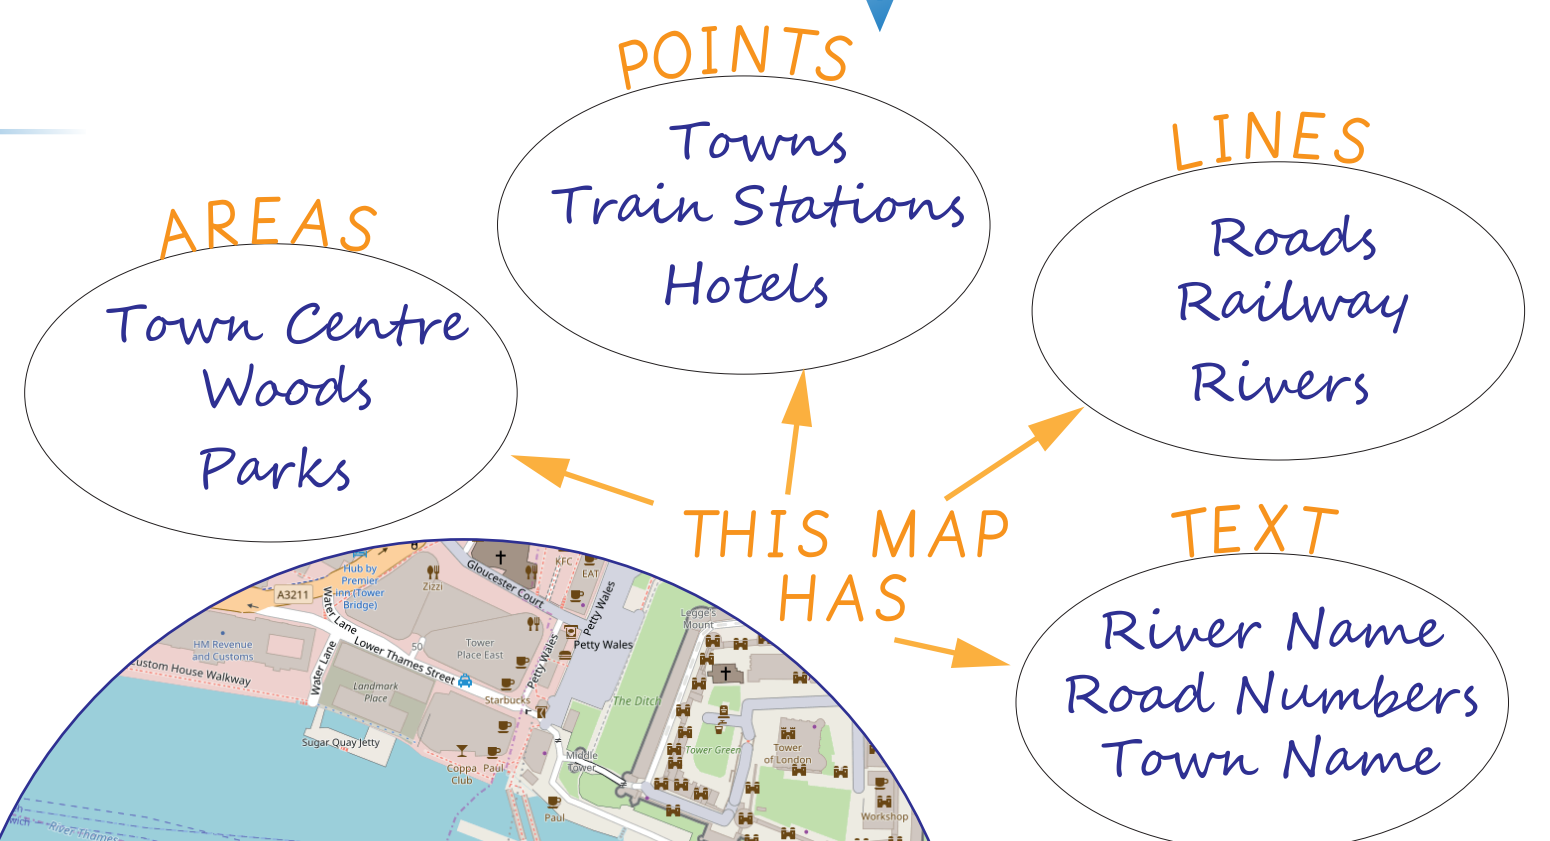 POINTS
Towns
Train Stations
Hotels
LINES
Roads
Railway
Rivers
AREAS
Town Centre
Woods
Parks
THIS MAP
HAS
TEXT
River Name
Road Numbers
Town Name
Hub by
Premier
Inn (Tower
Bridge)
A3211
Zizzi
Gloucester Court
KFC
EAT
Petty Wales
Petty Wales
Petty Wales
Legge's
Mount
HM Revenue
and Customs
Water Lane
Water Lane
Lower Thames Street
50
Tower
Place East
Custom House Walkway
Landmark
Place
Starbucks
The Ditch
Sugar Quay Jetty
Middle
Tower
Tower Green
Tower
of London
Coppa
Club
Paul
Paul
Workshop
River Thames